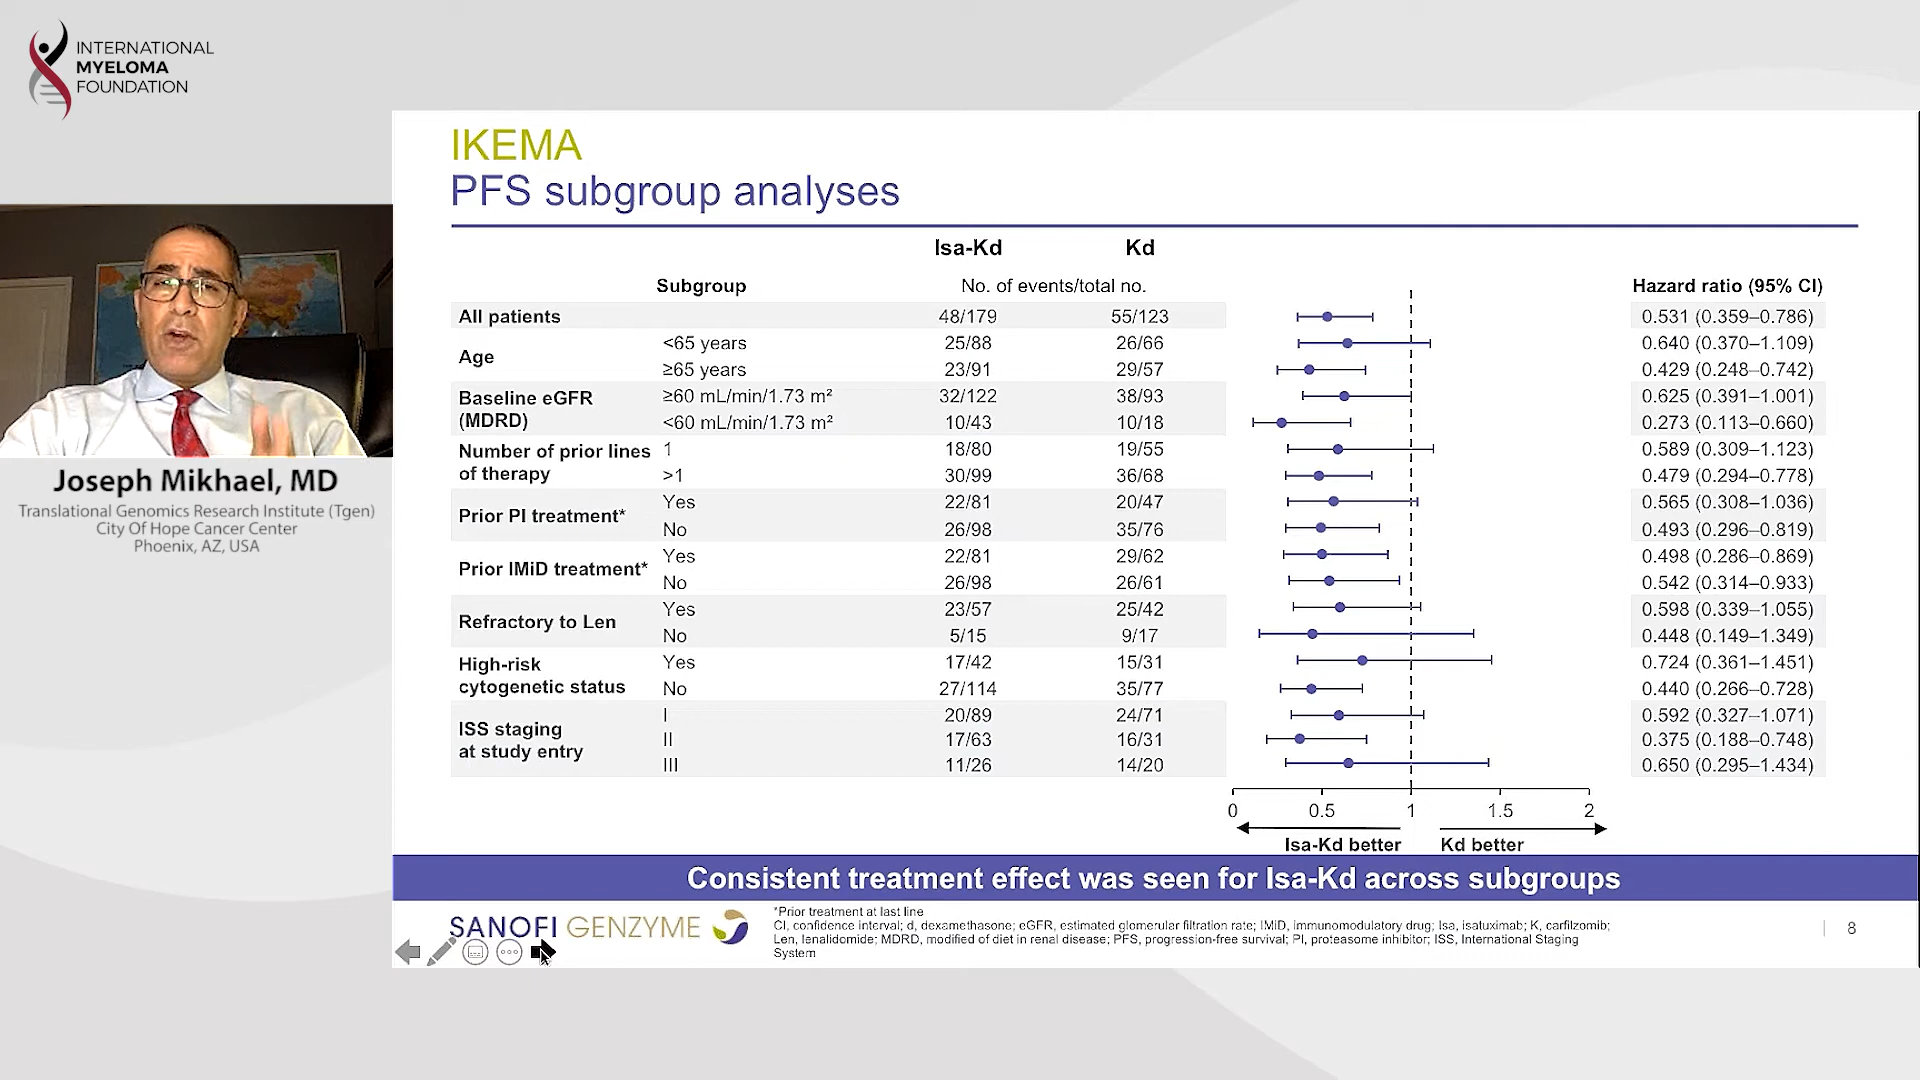 INTERNATIONAL
MYELOMA
FOUNDATION
Joseph Mikhael, MD
Translational Genomics Research Institute (Tgen)
City Of Hope Cancer Center
Phoenix, AZ, USA
IKEMA
PFS subgroup analyses
Isa-Kd Kd
Subgroup No. of events/total no. Hazard ratio (95% CI)
All patients 48/179 55/123 0.531 (0.359–0.786)
Age
<65 years 25/88 26/66 0.640 (0.370–1.109)
≥65 years 23/91 29/57 0.429 (0.248–0.742)
Baseline eGFR
(MDRD)
≥60 mL/min/1.73 m² 32/122 38/93 0.625 (0.391–1.001)
<60 mL/min/1.73 m² 10/43 10/18 0.273 (0.113–0.660)
Number of prior lines
of therapy
1 18/80 19/55 0.589 (0.309–1.123)
>1 30/99 36/68 0.479 (0.294–0.778)
Prior PI treatment*
Yes 22/81 20/47 0.565 (0.308–1.036)
No 26/98 35/76 0.493 (0.296–0.819)
Prior IMiD treatment*
Yes 22/81 29/62 0.498 (0.286–0.869)
No 26/98 26/61 0.542 (0.314–0.933)
Refractory to Len
Yes 23/57 25/42 0.598 (0.339–1.055)
No 5/15 9/17 0.448 (0.149–1.349)
High-risk
cytogenetic status
Yes 17/42 15/31 0.724 (0.361–1.451)
No 27/114 35/77 0.440 (0.266–0.728)
ISS staging
at study entry
I 20/89 24/71 0.592 (0.327–1.071)
II 17/63 16/31 0.375 (0.188–0.748)
III 11/26 14/20 0.650 (0.295–1.434)
0 0.5 1 1.5 2
Isa-Kd better Kd better
Consistent treatment effect was seen for Isa-Kd across subgroups
SANOFI GENZYME
*Prior treatment at last line
CI, confidence interval; d, dexamethasone; eGFR, estimated glomerular filtration rate; IMiD, immunomodulatory drug; Isa, isatuximab; K, carfilzomib;
Len, lenalidomide; MDRD, modified of diet in renal disease; PFS, progression-free survival; PI, proteasome inhibitor; ISS, International Staging
System
8